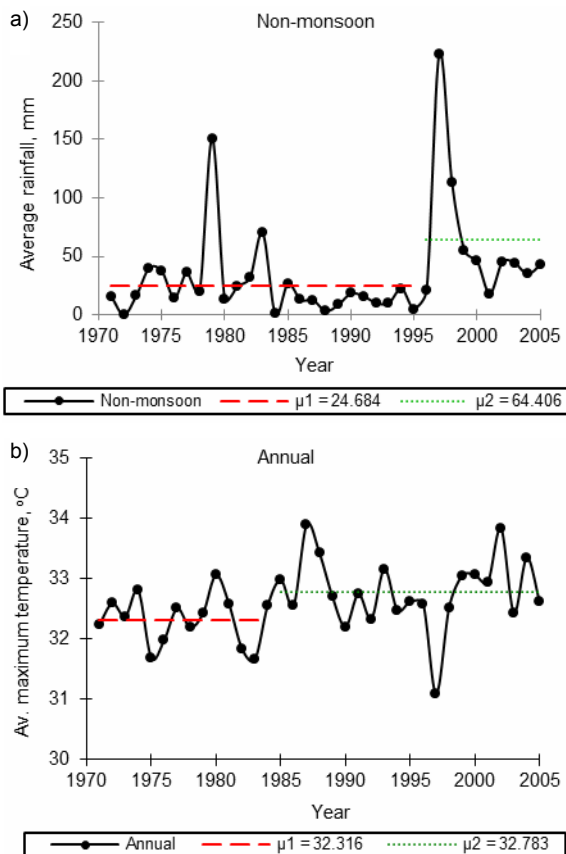 a)
Non-monsoon
250
200
150
100
50
0
Average rainfall, mm
1970 1975 1980 1985 1990 1995 2000 2005
Year
Non-monsoon μ1 = 24.684 μ2 = 64.406
b)
Annual
35
34
33
32
31
30
Av. maximum temperature, ºC
1970 1975 1980 1985 1990 1995 2000 2005
Year
Annual μ1 = 32.316 μ2 = 32.783